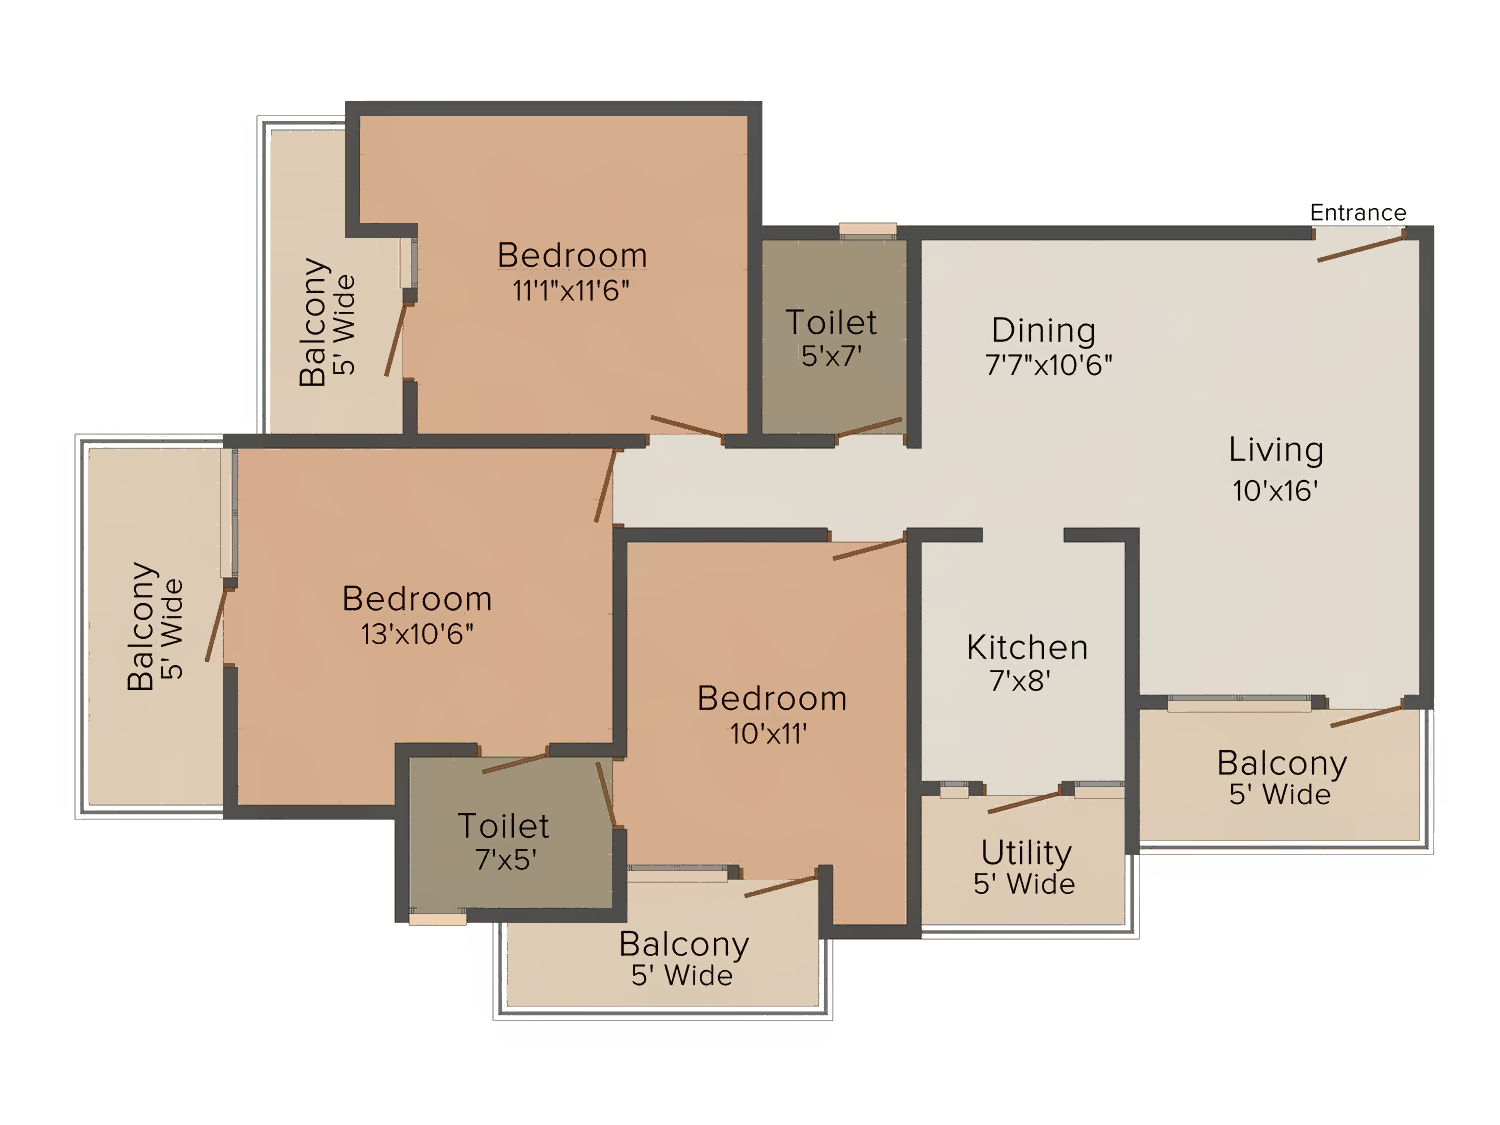 Entrance
Bedroom
11'1"x11'6"
Balcony
5' Wide
Toilet
5'x7'
Dining
7'7"x10'6"
Living
10'x16'
Bedroom
13'x10'6"
Balcony
5' Wide
Kitchen
7'x8'
Bedroom
10'x11'
Balcony
5' Wide
Toilet
7'x5'
Utility
5' Wide
Balcony
5' Wide